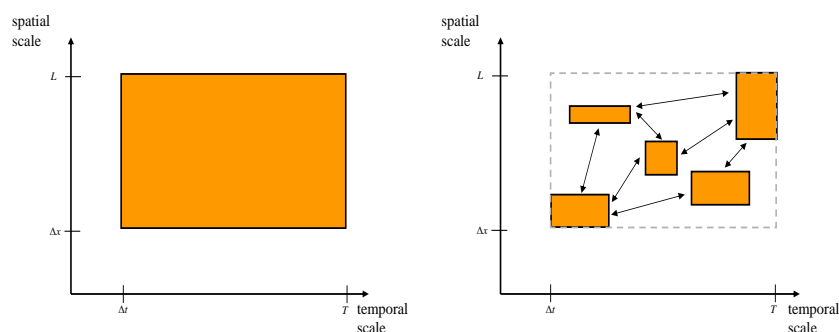 spatial
scale
L
Δx
Δt
T
temporal
scale
spatial
scale
L
Δx
Δt
T
temporal
scale